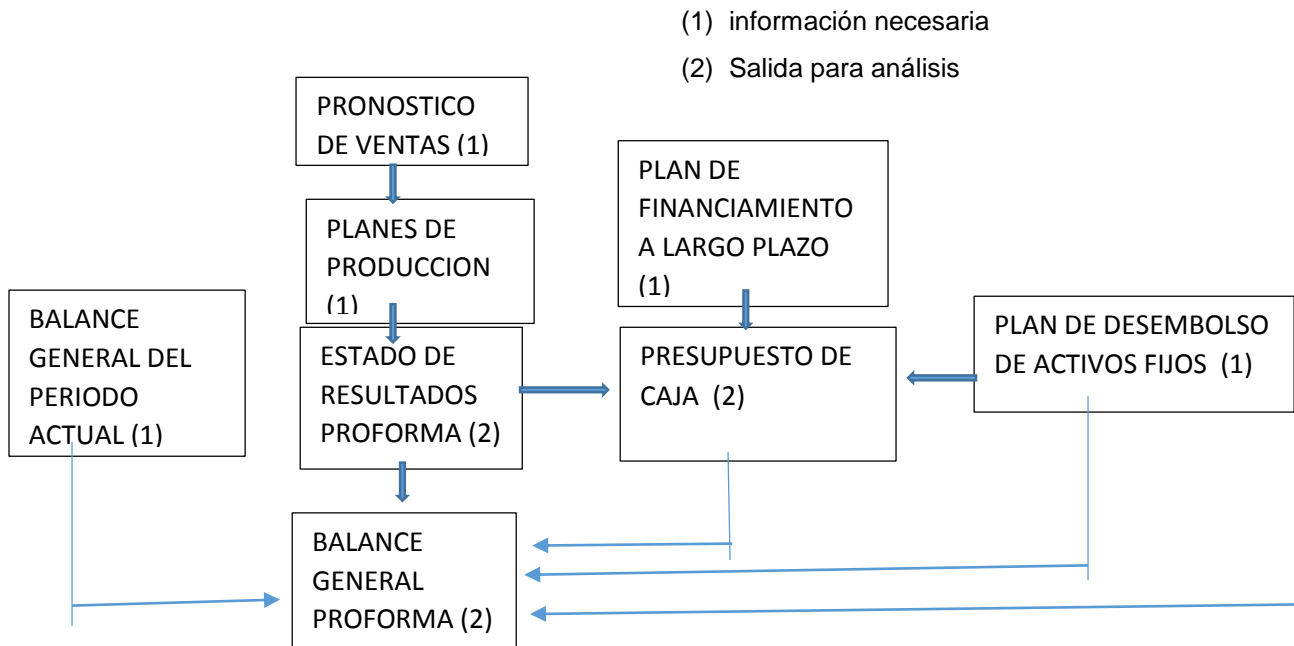 (1) información necesaria
(2) Salida para análisis
PRONOSTICO
DE VENTAS (1)
PLANES DE
PRODUCCION
(1)
PLAN DE
FINANCIAMIENTO
A LARGO PLAZO
(1)
BALANCE
GENERAL DEL
PERIODO
ACTUAL (1)
ESTADO DE
RESULTADOS
PROFORMA (2)
PRESUPUESTO DE
CAJA (2)
PLAN DE DESEMBOLSO
DE ACTIVOS FIJOS (1)
BALANCE
GENERAL
PROFORMA (2)